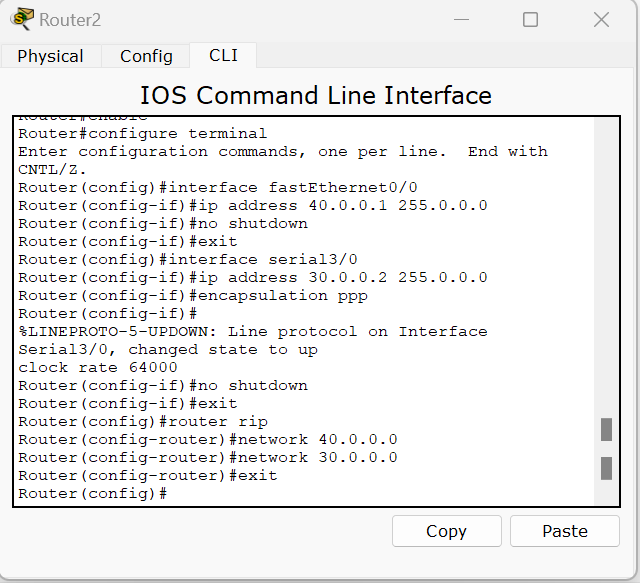 Router2
Physical Config CLI
IOS Command Line Interface
Router#enable
Router#configure terminal
Enter configuration commands, one per line.  End with
CNTL/Z.
Router(config)#interface fastEthernet0/0
Router(config-if)#ip address 40.0.0.1 255.0.0.0
Router(config-if)#no shutdown
Router(config-if)#exit
Router(config)#interface serial3/0
Router(config-if)#ip address 30.0.0.2 255.0.0.0
Router(config-if)#encapsulation ppp
Router(config-if)#
%LINEPROTO-5-UPDOWN: Line protocol on Interface
Serial3/0, changed state to up
clock rate 64000
Router(config-if)#no shutdown
Router(config-if)#exit
Router(config)#router rip
Router(config-router)#network 40.0.0.0
Router(config-router)#network 30.0.0.0
Router(config-router)#exit
Router(config)#
Copy Paste